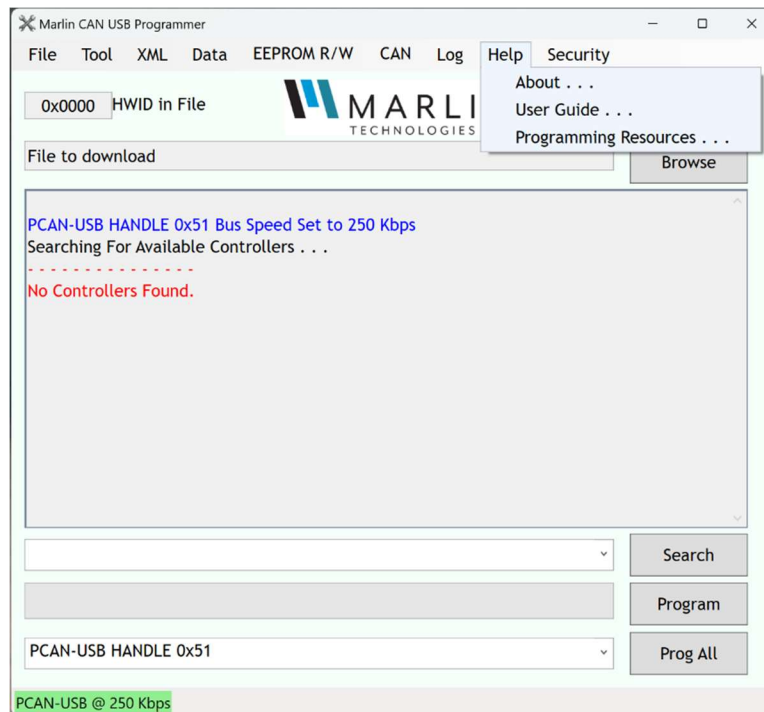 Marlin CAN USB Programmer
File Tool XML Data EEPROM R/W CAN Log Help Security
About . . .
User Guide . . .
Programming Resources . . .
0x0000 HWID in File
MARLI
TECHNOLOGIES
File to download
Browse
PCAN-USB HANDLE 0x51 Bus Speed Set to 250 Kbps
Searching For Available Controllers . . .
- - - - - - - - - - - - - - -
No Controllers Found.
Search
Program
PCAN-USB HANDLE 0x51
Prog All
PCAN-USB @ 250 Kbps